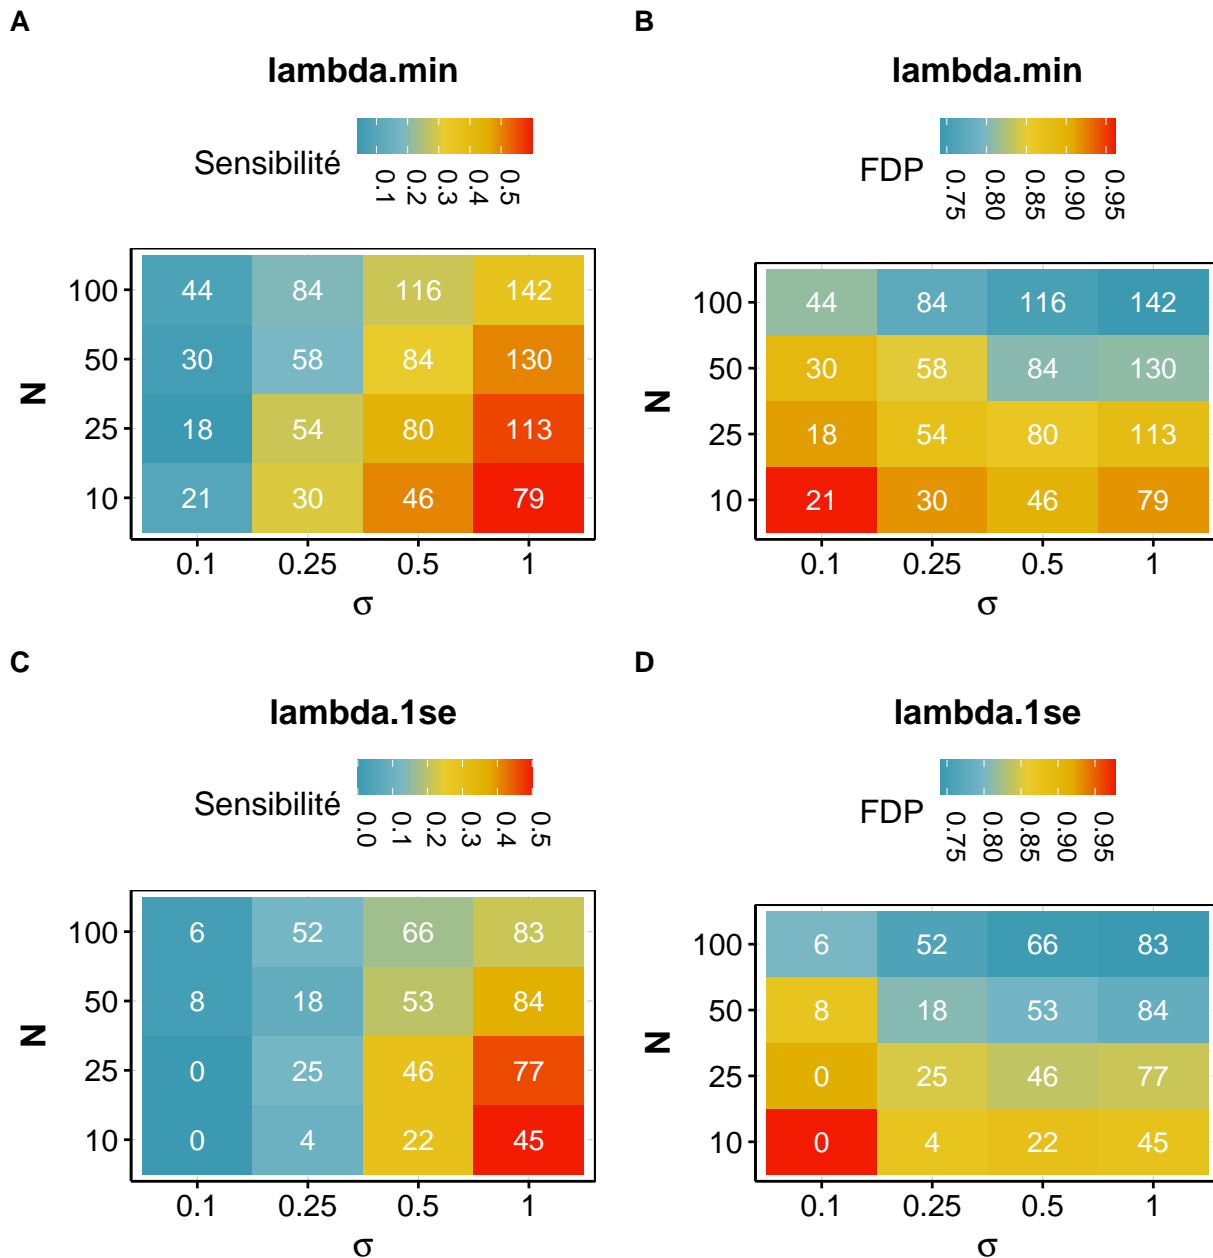 A
lambda.min
Sensibilité
0.1 0.2 0.3 0.4 0.5
N
100 44 84 116 142
50 30 58 84 130
25 18 54 80 113
10 21 30 46 79
0.1 0.25 0.5 1
σ
B
lambda.min
FDP
0.75 0.80 0.85 0.90 0.95
N
100 44 84 116 142
50 30 58 84 130
25 18 54 80 113
10 21 30 46 79
0.1 0.25 0.5 1
σ
C
lambda.1se
Sensibilité
0.0 0.1 0.2 0.3 0.4 0.5
N
100 6 52 66 83
50 8 18 53 84
25 0 25 46 77
10 0 4 22 45
0.1 0.25 0.5 1
σ
D
lambda.1se
FDP
0.75 0.80 0.85 0.90 0.95
N
100 6 52 66 83
50 8 18 53 84
25 0 25 46 77
10 0 4 22 45
0.1 0.25 0.5 1
σ